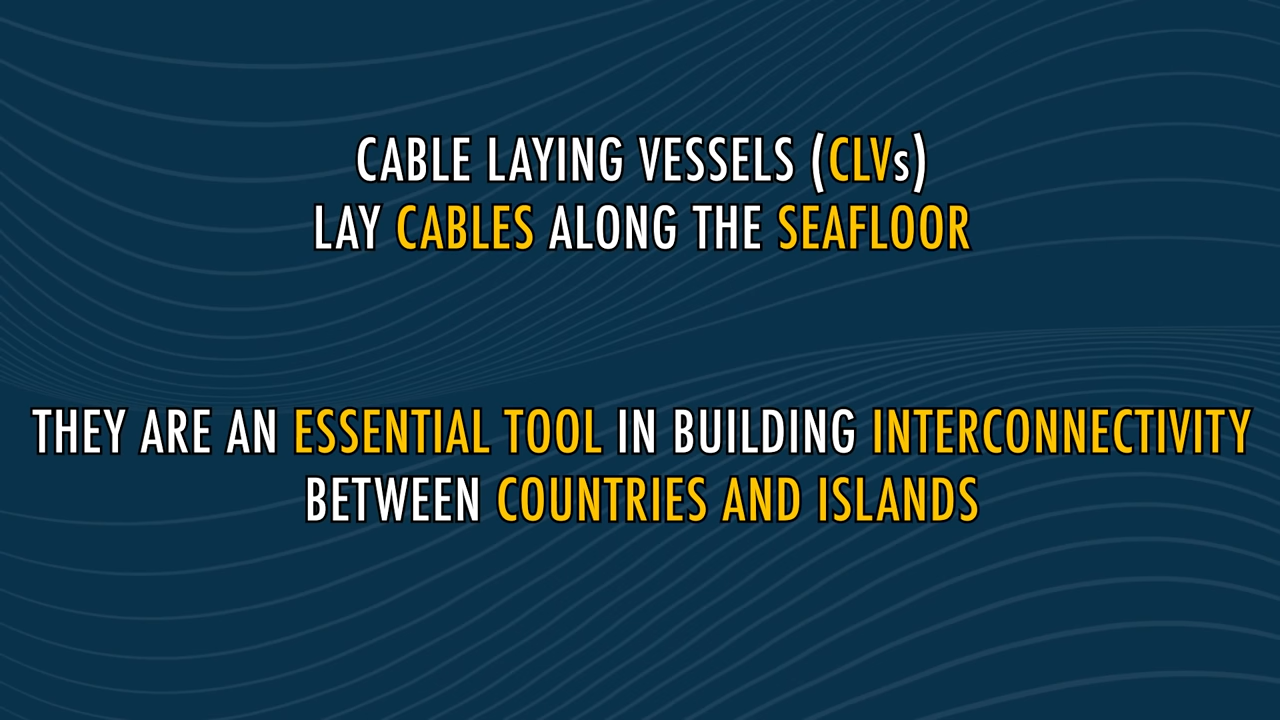 CABLE LAYING VESSELS (CLVs)
LAY CABLES ALONG THE SEAFLOOR
THEY ARE AN ESSENTIAL TOOL IN BUILDING INTERCONNECTIVITY
BETWEEN COUNTRIES AND ISLANDS